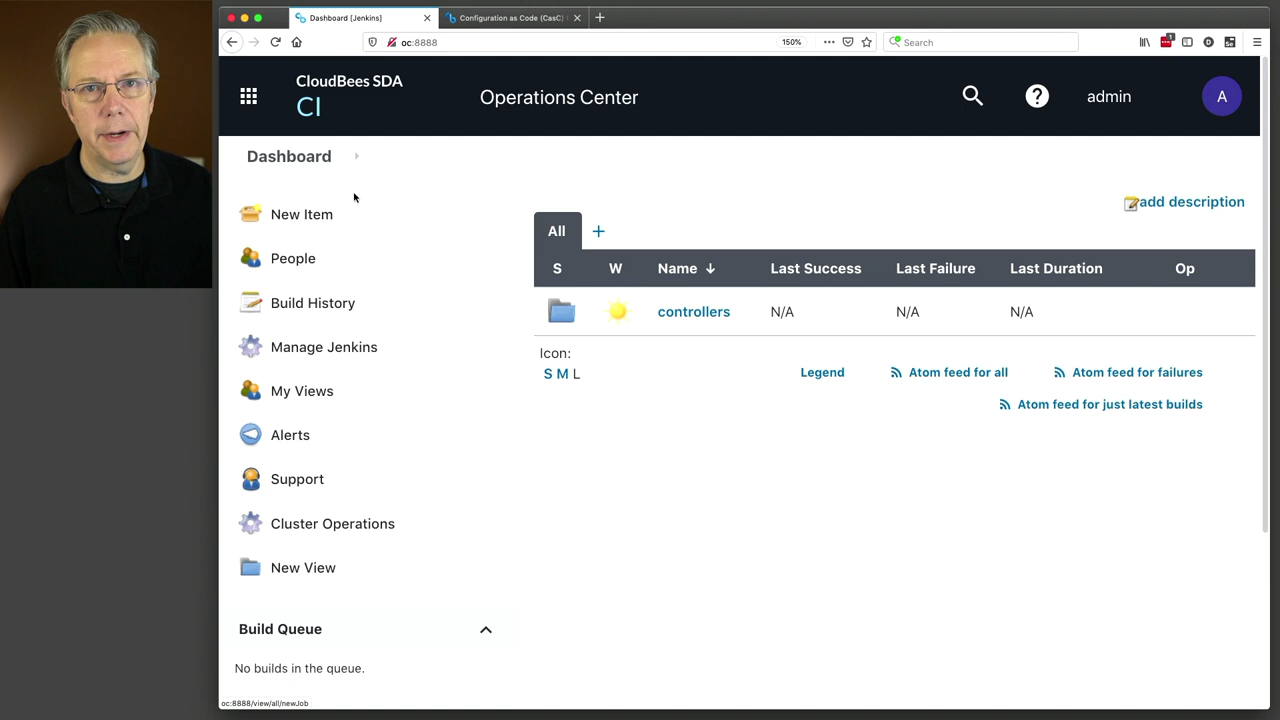 Dashboard [Jenkins]
Configuration as Code (CasC)
oc:8888
150%
Search
1
CloudBees SDA
CI
Operations Center
admin
A
Dashboard
add description
New Item
People
Build History
Manage Jenkins
My Views
Alerts
Support
Cluster Operations
New View
All
+
S W Name ↓ Last Success Last Failure Last Duration Op
controllers N/A N/A N/A
Icon:
S M L
Legend Atom feed for all Atom feed for failures
Atom feed for just latest builds
Build Queue
No builds in the queue.
oc:8888/view/all/newJob